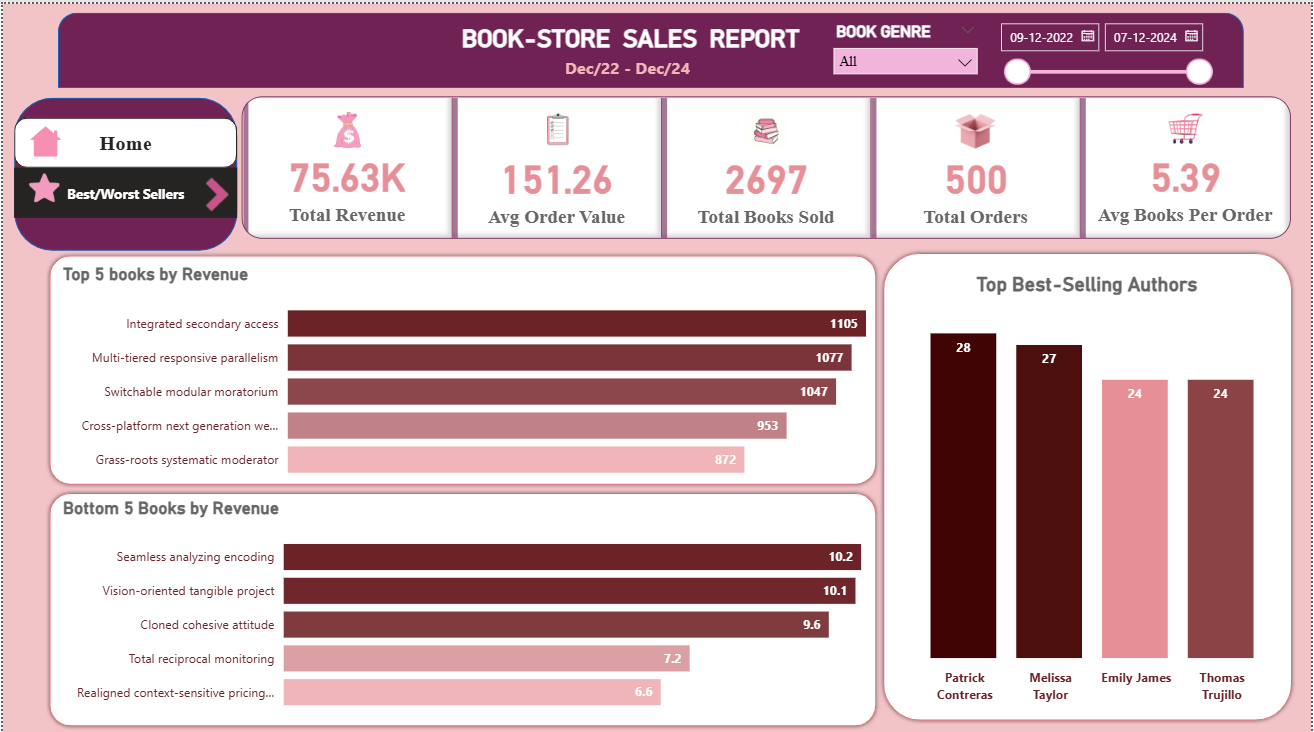 BOOK-STORE SALES REPORT
Dec/22 - Dec/24
BOOK GENRE
All
09-12-2022
07-12-2024
Home
Best/Worst Sellers
$
75.63K
Total Revenue
151.26
Avg Order Value
2697
Total Books Sold
500
Total Orders
5.39
Avg Books Per Order
Top 5 books by Revenue
Integrated secondary access 1105
Multi-tiered responsive parallelism 1077
Switchable modular moratorium 1047
Cross-platform next generation we... 953
Grass-roots systematic moderator 872
Bottom 5 Books by Revenue
Seamless analyzing encoding 10.2
Vision-oriented tangible project 10.1
Cloned cohesive attitude 9.6
Total reciprocal monitoring 7.2
Realigned context-sensitive pricing... 6.6
Top Best-Selling Authors
28
27
24
24
Patrick
Contreras
Melissa
Taylor
Emily James
Thomas
Trujillo